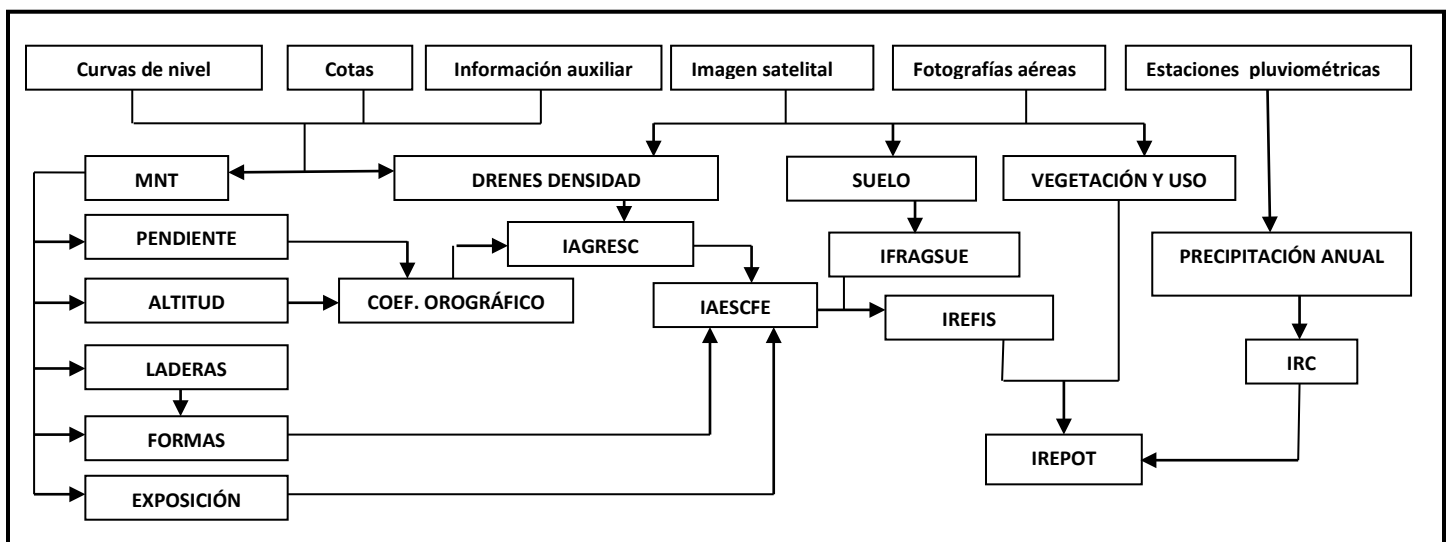 Curvas de nivel
Cotas
Información auxiliar
Imagen satelital
Fotografías aéreas
Estaciones pluviométricas
MNT
DRENES DENSIDAD
SUELO
VEGETACIÓN Y USO
PENDIENTE
IAGRESC
IFRAGSUE
PRECIPITACIÓN ANUAL
ALTITUD
COEF. OROGRÁFICO
IAESCFE
IREFIS
LADERAS
IRC
FORMAS
IREPOT
EXPOSICIÓN